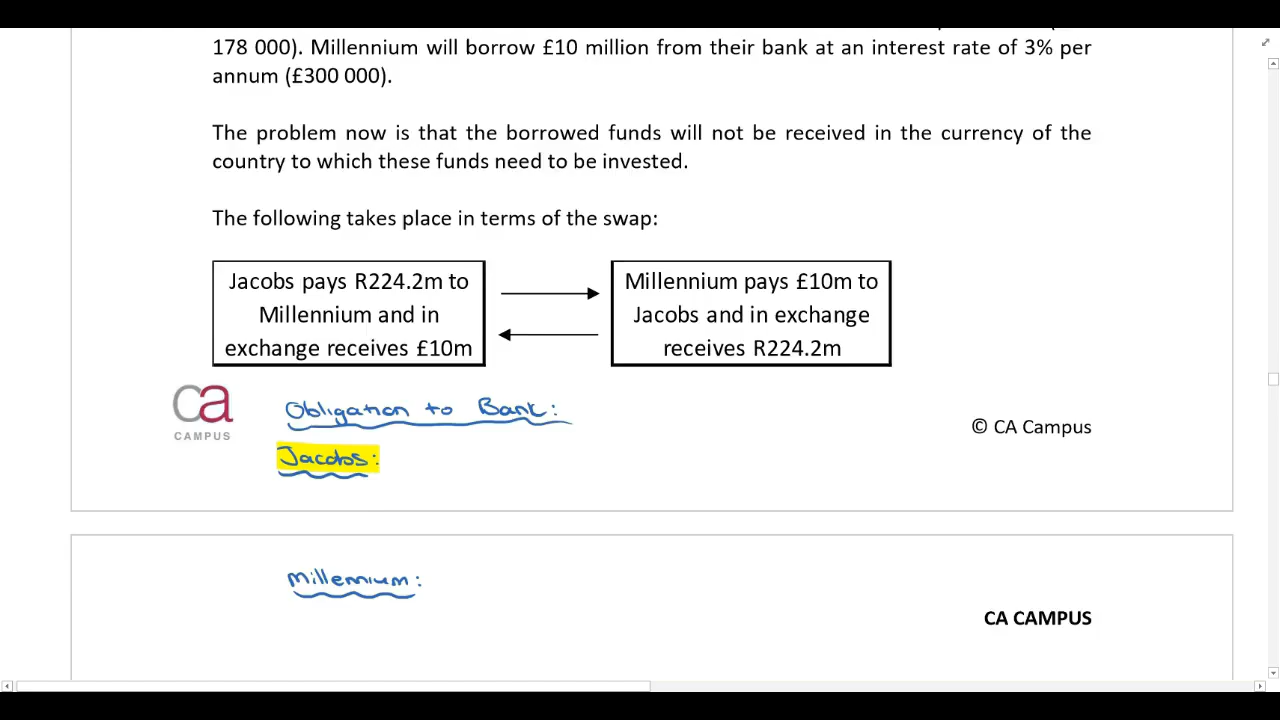 178 000). Millennium will borrow £10 million from their bank at an interest rate of 3% per
annum (£300 000).
The problem now is that the borrowed funds will not be received in the currency of the
country to which these funds need to be invested.
The following takes place in terms of the swap:
Jacobs pays R224.2m to
Millennium and in
exchange receives £10m
Millennium pays £10m to
Jacobs and in exchange
receives R224.2m
ca
CAMPUS
Obligation to Bank:
© CA Campus
Jacobs:
Millennium:
CA CAMPUS